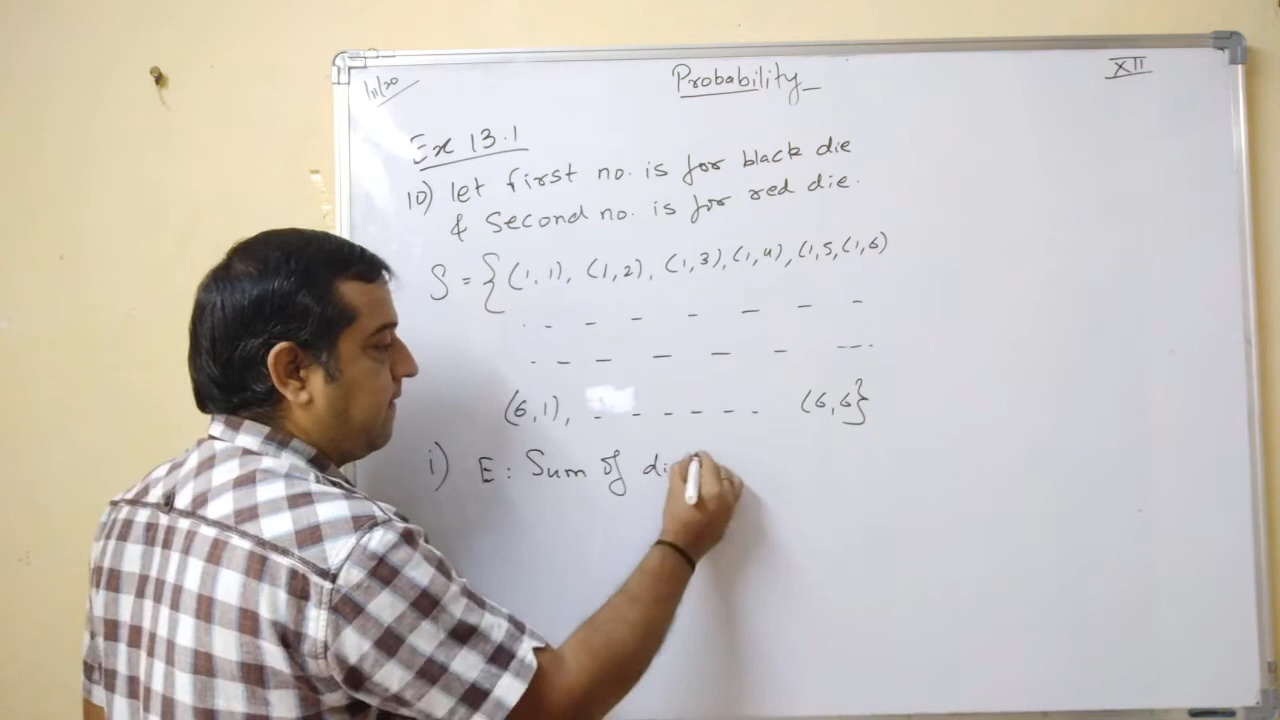 1/11/20
Probability
XII
Ex 13.1
10) let first no. is for black die
& Second no. is for red die.
S = {(1,1), (1,2), (1,3), (1,4), (1,5,(1,6)
(6,1), - - - - - - (6,6}
i) E: Sum of di